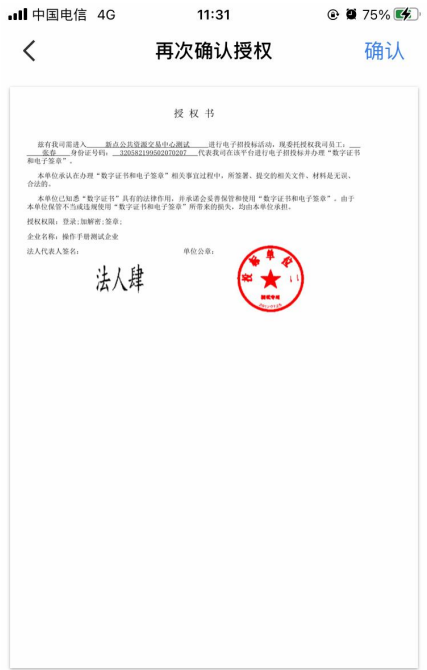 中国电信 4G 11:31 75%
再次确认授权 确认
授 权 书
兹有我司需进入 新点公共资源交易中心测试 进行电子招投标活动，现委托授权我司员工：
张春 身份证号码： 320582199502070207 代表我司在该平台进行电子招投标并办理“数字证书
和电子签章”。
本单位承认在办理“数字证书和电子签章”相关事宜过程中，所签署、提交的相关文件、材料是无误、
合法的。
本单位已知悉“数字证书”具有的法律作用，并承诺会妥善保管和使用“数字证书和电子签章”。由于
本单位保管不当或违规使用“数字证书和电子签章”所带来的损失，均由本单位承担。
授权权限：登录;加解密;签章;
企业名称：操作手册测试企业
法人代表人签名： 单位公章：
法人肆
测试专用